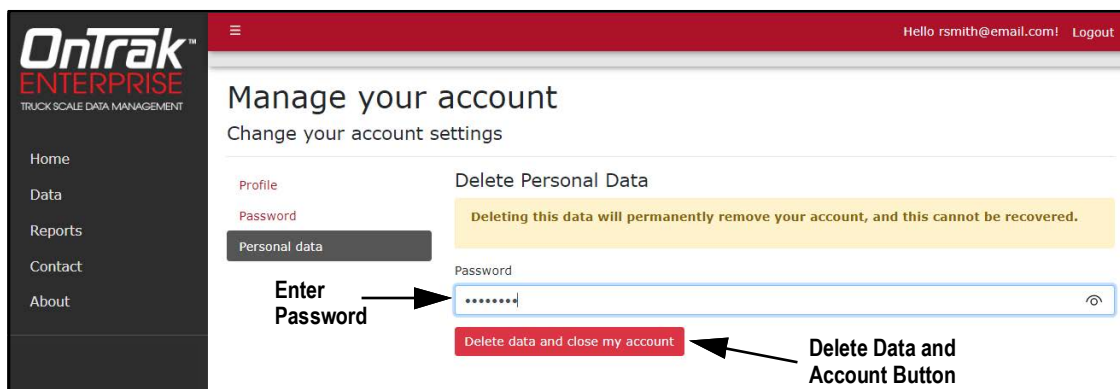 OnTrak™
ENTERPRISE
TRUCK SCALE DATA MANAGEMENT
Home
Data
Reports
Contact
About
Hello rsmith@email.com! Logout
Manage your account
Change your account settings
Profile
Password
Personal data
Delete Personal Data
Deleting this data will permanently remove your account, and this cannot be recovered.
Password
••••••••
Delete data and close my account
Enter
Password
Delete Data and
Account Button